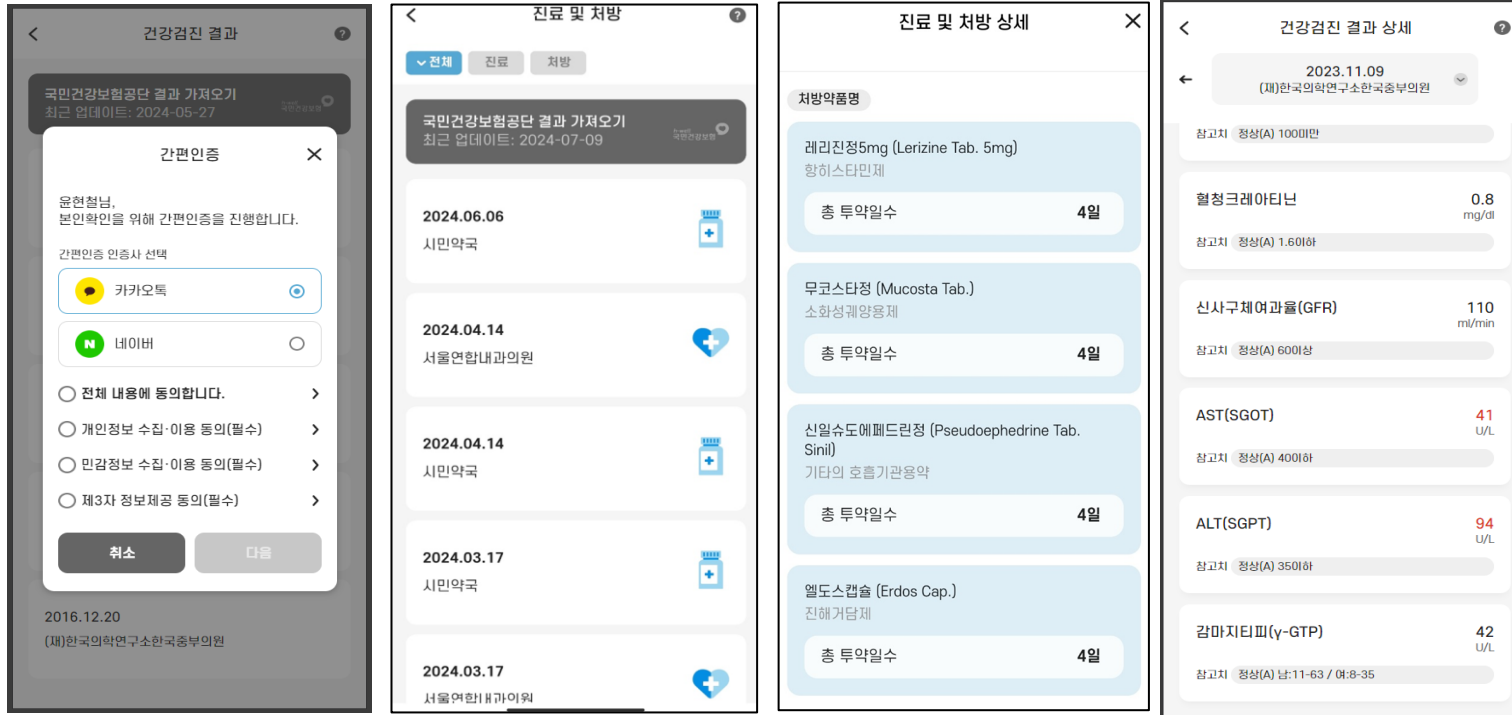 건강검진 결과
?
국민건강보험공단 결과 가져오기
최근 업데이트: 2024-05-27
간편인증
윤현철님,
본인확인을 위해 간편인증을 진행합니다.
간편인증 인증사 선택
카카오톡
N 네이버
전체 내용에 동의합니다.
개인정보 수집·이용 동의(필수)
민감정보 수집·이용 동의(필수)
제3자 정보제공 동의(필수)
취소
다음
2016.12.20
(재)한국의학연구소한국중부의원
진료 및 처방
?
전체
진료
처방
국민건강보험공단 결과 가져오기
최근 업데이트: 2024-07-09
국민건강보험
2024.06.06
시민약국
2024.04.14
서울연합내과의원
2024.04.14
시민약국
2024.03.17
시민약국
2024.03.17
서울연합내과의원
진료 및 처방 상세
처방약품명
레리진정5mg (Lerizine Tab. 5mg)
항히스타민제
총 투약일수
4일
무코스타정 (Mucosta Tab.)
소화성궤양용제
총 투약일수
4일
신일슈도에페드린정 (Pseudoephedrine Tab.
Sinil)
기타의 호흡기관용약
총 투약일수
4일
엘도스캡슐 (Erdos Cap.)
진해거담제
총 투약일수
4일
건강검진 결과 상세
?
2023.11.09
(재)한국의학연구소한국중부의원
참고치 정상(A) 100미만
혈청크레아티닌
0.8
mg/dl
참고치 정상(A) 1.6이하
신사구체여과율(GFR)
110
ml/min
참고치 정상(A) 60이상
AST(SGOT)
41
U/L
참고치 정상(A) 40이하
ALT(SGPT)
94
U/L
참고치 정상(A) 35이하
감마지티피(γ-GTP)
42
U/L
참고치 정상(A) 남:11-63 / 여:8-35